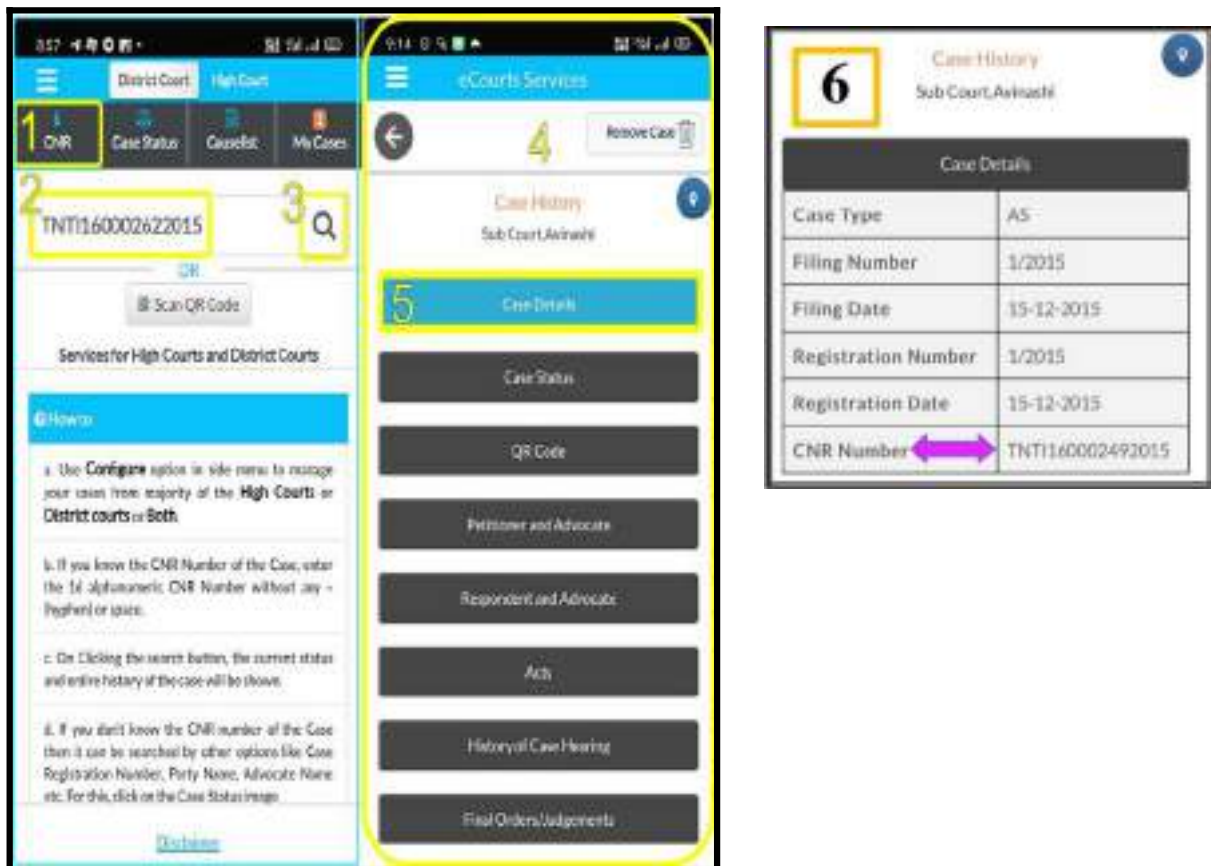 8:57
District Court High Court
1
CNR Case Status Causelist My Cases
2
TNTI160002622015
3
OR
Scan QR Code
Services for High Courts and District Courts
How to
a. Use Configure option in side menu to manage
your cases from majority of the High Courts or
District courts or Both.
b. If you know the CNR Number of the Case, enter
the 16 alphanumeric CNR Number without any -
(hyphen) or space.
c. On Clicking the search button, the current status
and entire history of the case will be shown.
d. If you don't know the CNR number of the Case
then it can be searched by other options like Case
Registration Number, Party Name, Advocate Name
etc. For this, click on the Case Status image
Disclaimer
9:14
eCourts Services
4
Remove Case
Case History
Sub Court,Avinashi
5
Case Details
Case Status
QR Code
Petitioner and Advocate
Respondent and Advocate
Acts
History of Case Hearing
Final Orders/Judgements
6
Case History
Sub Court,Avinashi
Case Details
Case Type AS
Filing Number 1/2015
Filing Date 15-12-2015
Registration Number 1/2015
Registration Date 15-12-2015
CNR Number TNTI160002492015